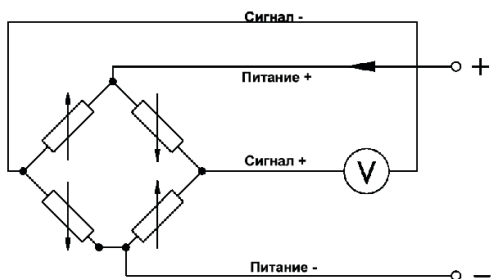 Сигнал -
Питание +
+
Сигнал +
V
Питание -
−